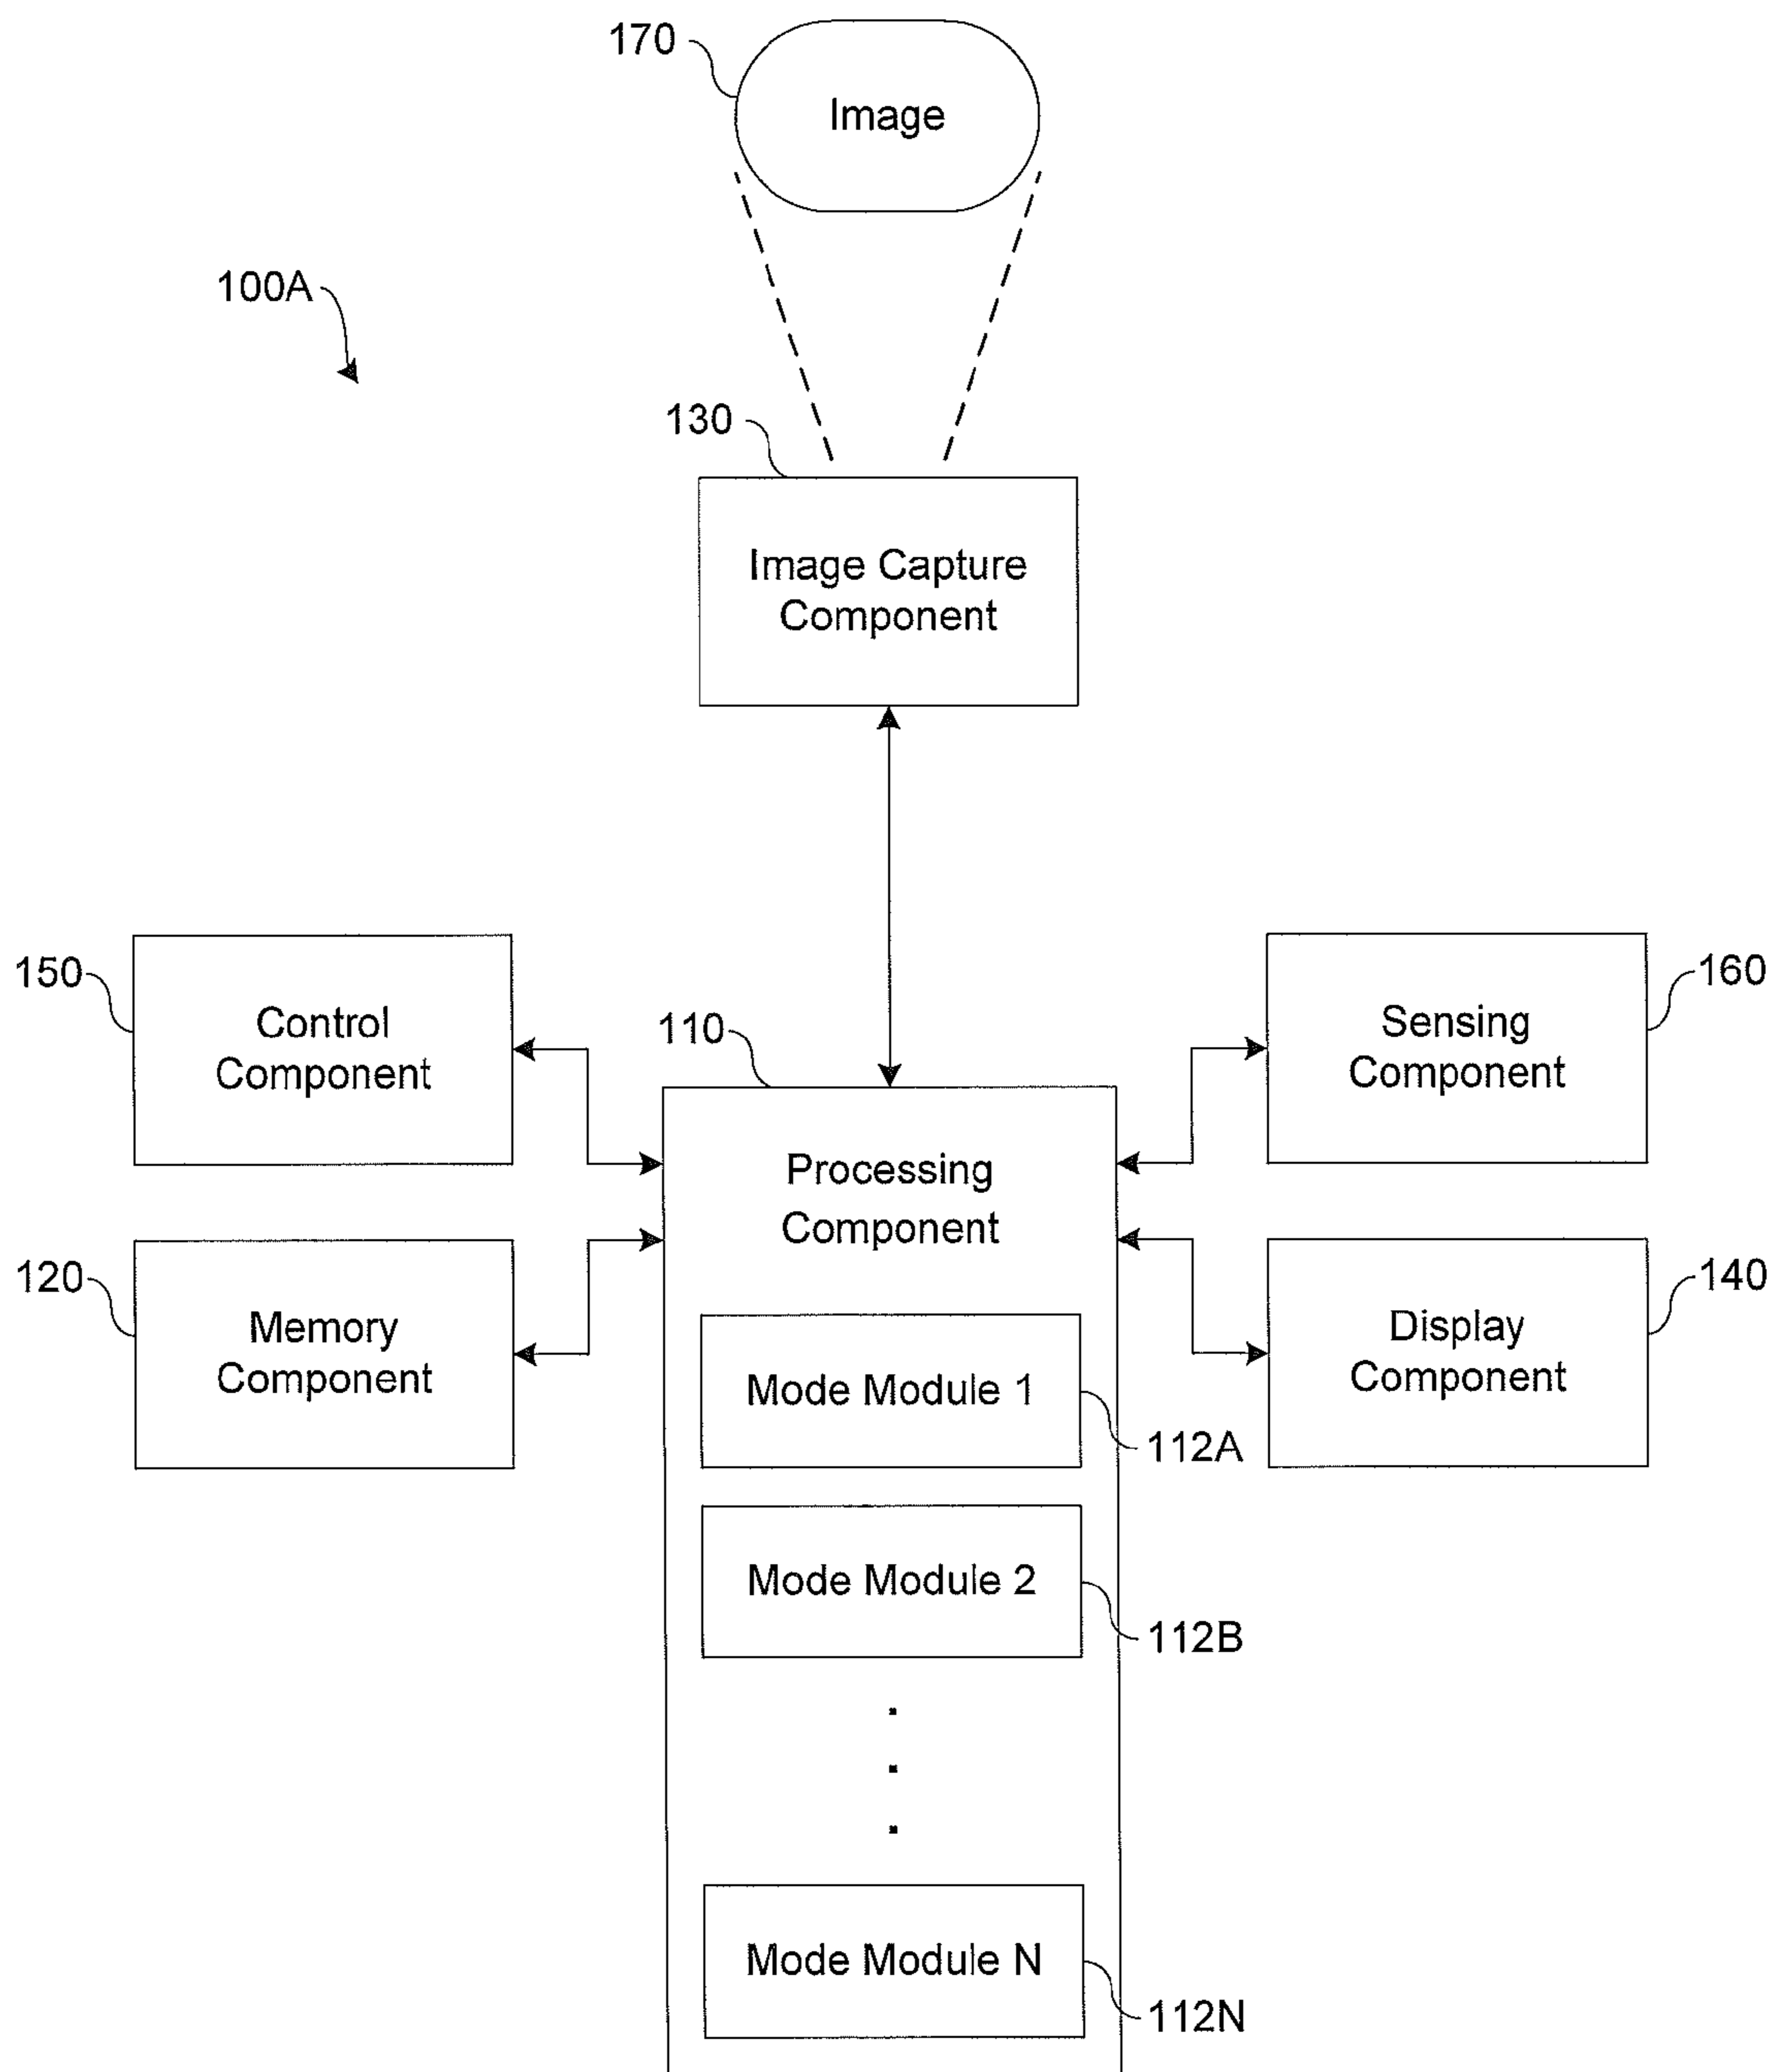 170
Image
100A
130
Image Capture
Component
150
Control
Component
110
160
Sensing
Component
Processing
Component
120
Memory
Component
140
Display
Component
Mode Module 1
112A
Mode Module 2
112B
.
.
.
Mode Module N
112N